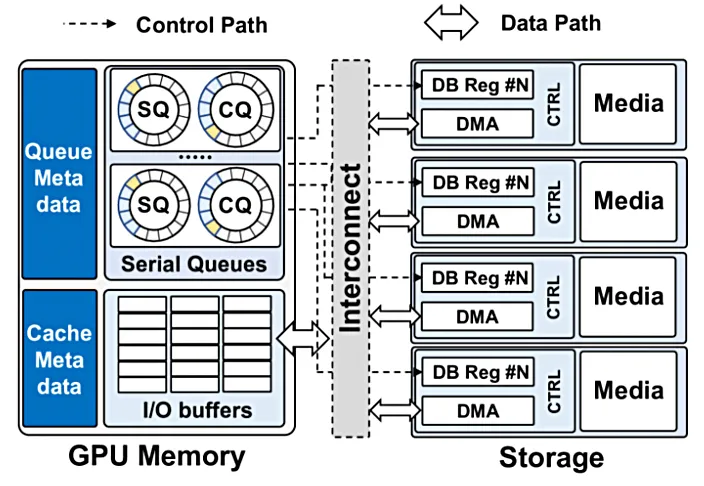 Control Path
Data Path
Queue
Meta
data
SQ
CQ
.....
SQ
CQ
Serial Queues
Cache
Meta
data
I/O buffers
GPU Memory
Interconnect
DB Reg #N
DMA
CTRL
Media
DB Reg #N
DMA
CTRL
Media
DB Reg #N
DMA
CTRL
Media
DB Reg #N
DMA
CTRL
Media
Storage